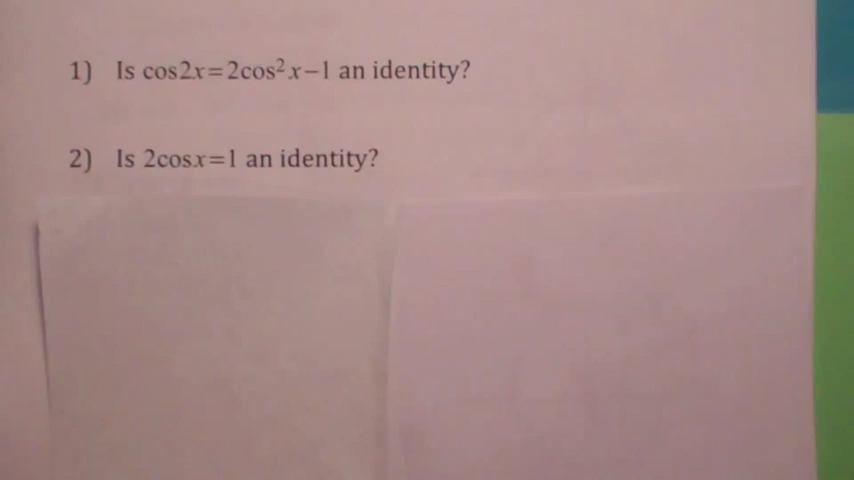 1) Is cos2x=2cos²x−1 an identity?
2) Is 2cosx=1 an identity?